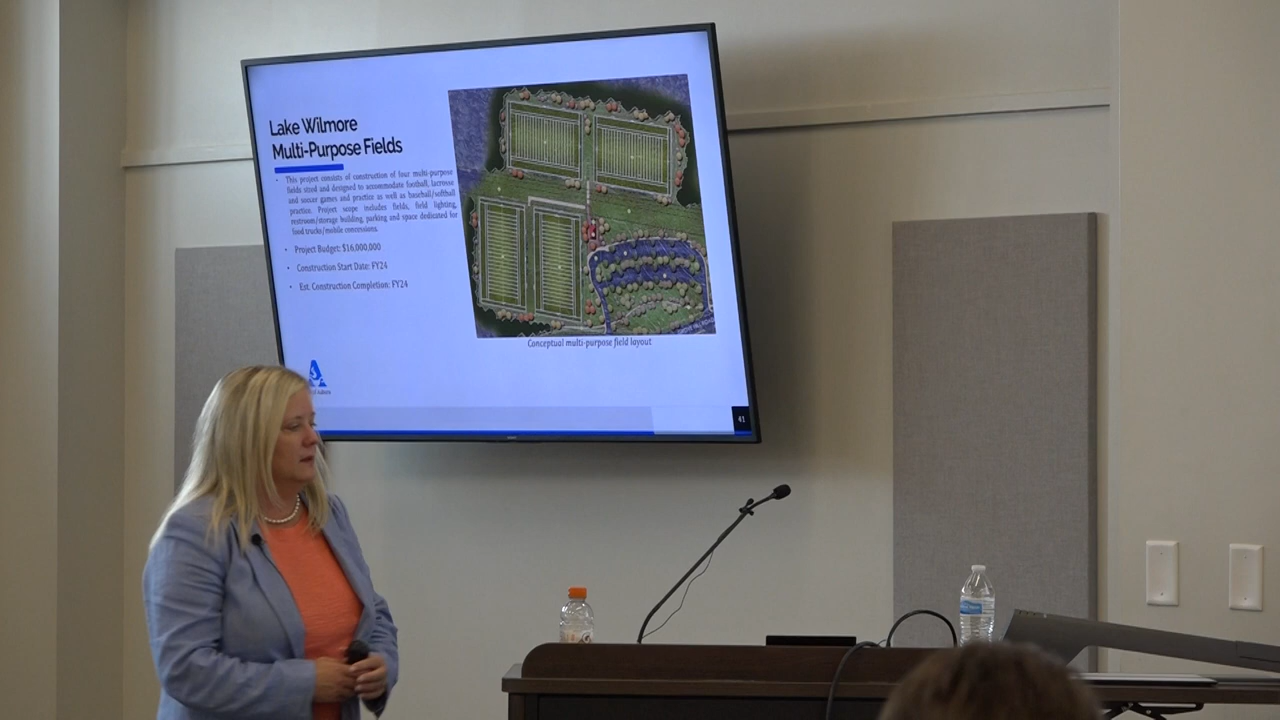 Lake Wilmore
Multi-Purpose Fields
• This project consists of construction of four multi-purpose
fields sized and designed to accommodate football, lacrosse
and soccer games and practice as well as baseball/softball
practice. Project scope includes fields, field lighting,
restroom/storage building, parking and space dedicated for
food trucks/mobile concessions.
• Project Budget: $16,000,000
• Construction Start Date: FY24
• Est. Construction Completion: FY24
Conceptual multi-purpose field layout
41